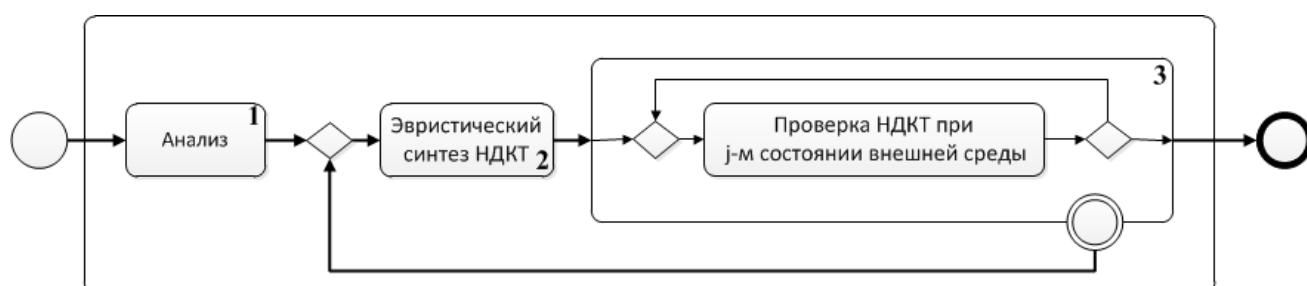 Анализ
1
Эвристический
синтез НДКТ
2
3
Проверка НДКТ при
j-м состоянии внешней среды